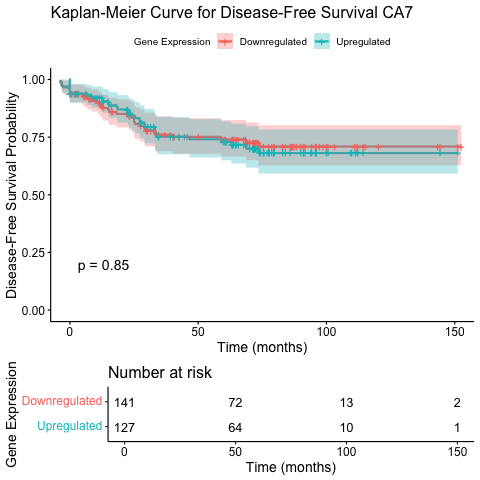 Kaplan-Meier Curve for Disease-Free Survival CA7
Gene Expression Downregulated Upregulated
Disease-Free Survival Probability
1.00
0.75
0.50
0.25
0.00
p = 0.85
0 50 100 150
Time (months)
Number at risk
Gene Expression
Downregulated 141 72 13 2
Upregulated 127 64 10 1
0 50 100 150
Time (months)